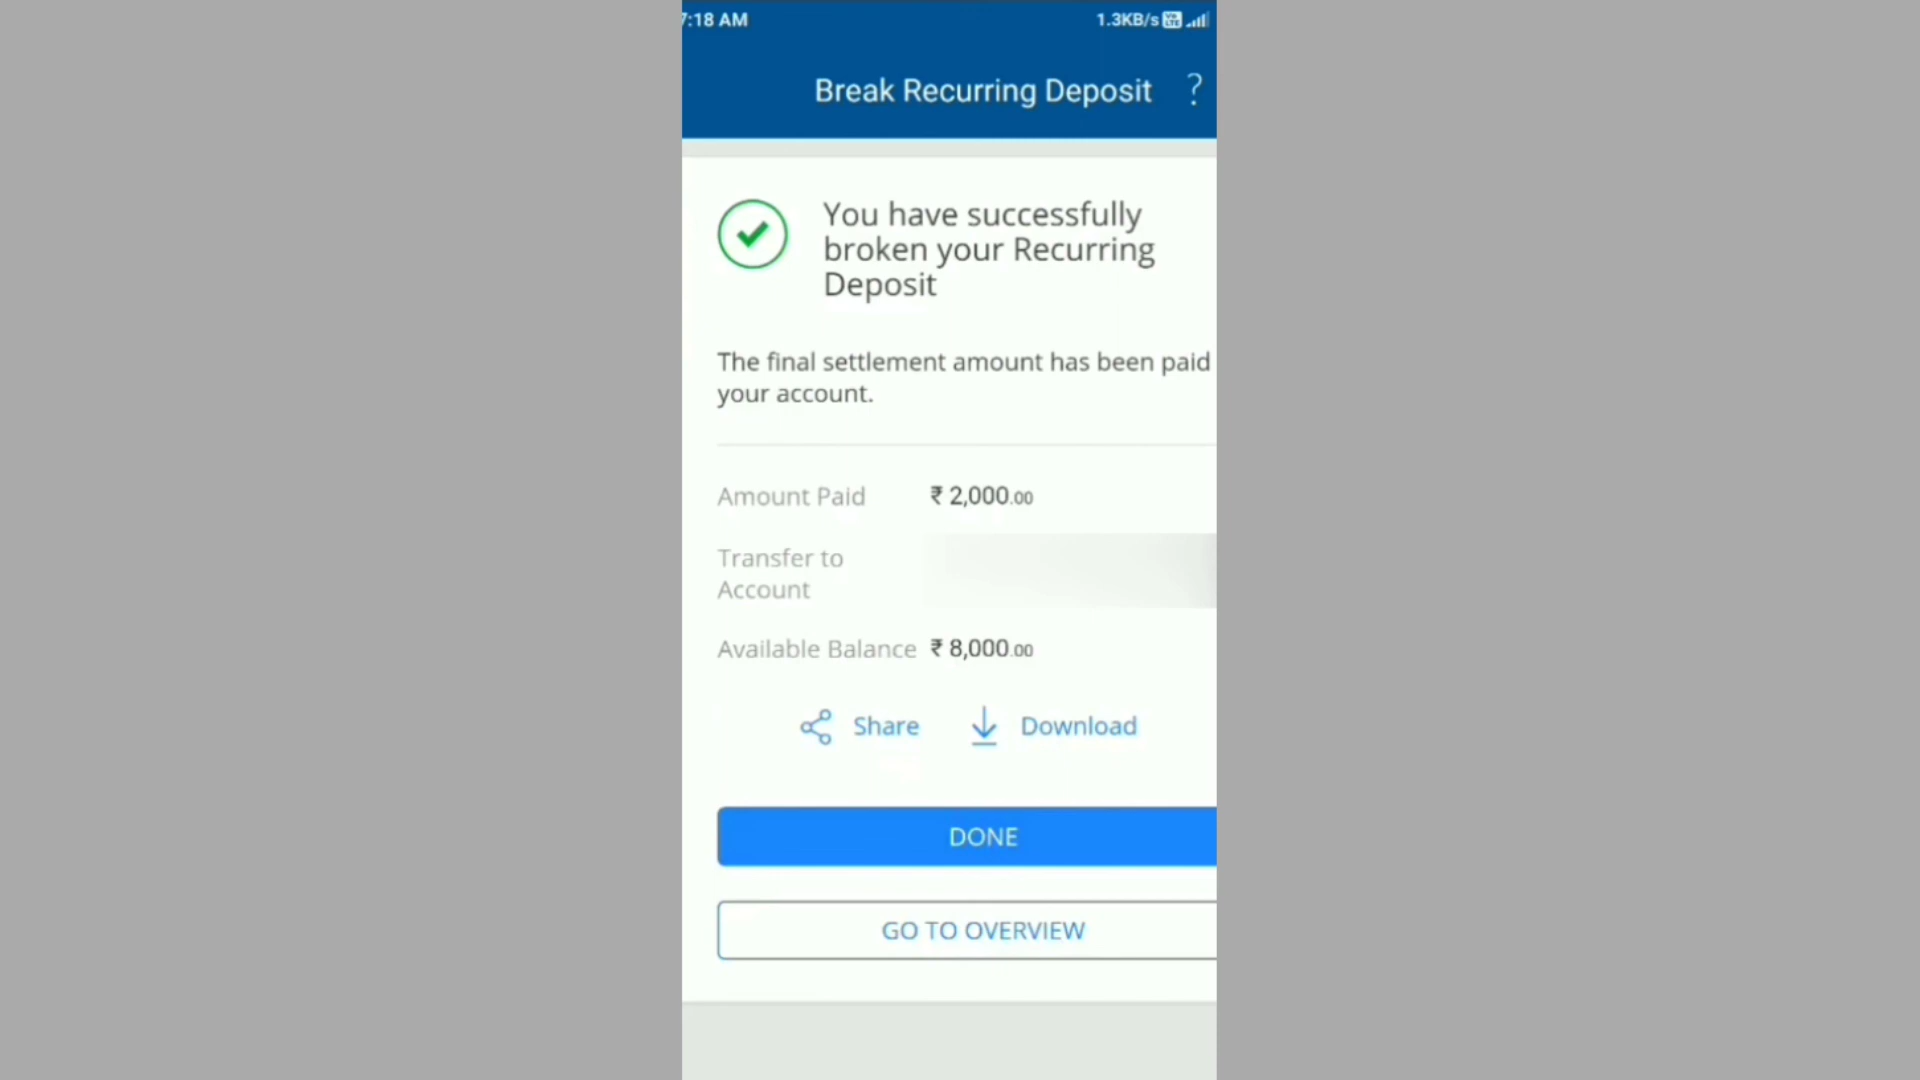 7:18 AM 1.3KB/s Vo LTE
Break Recurring Deposit ?
You have successfully
broken your Recurring
Deposit
The final settlement amount has been paid
your account.
Amount Paid ₹ 2,000.00
Transfer to
Account
Available Balance ₹ 8,000.00
Share Download
DONE
GO TO OVERVIEW